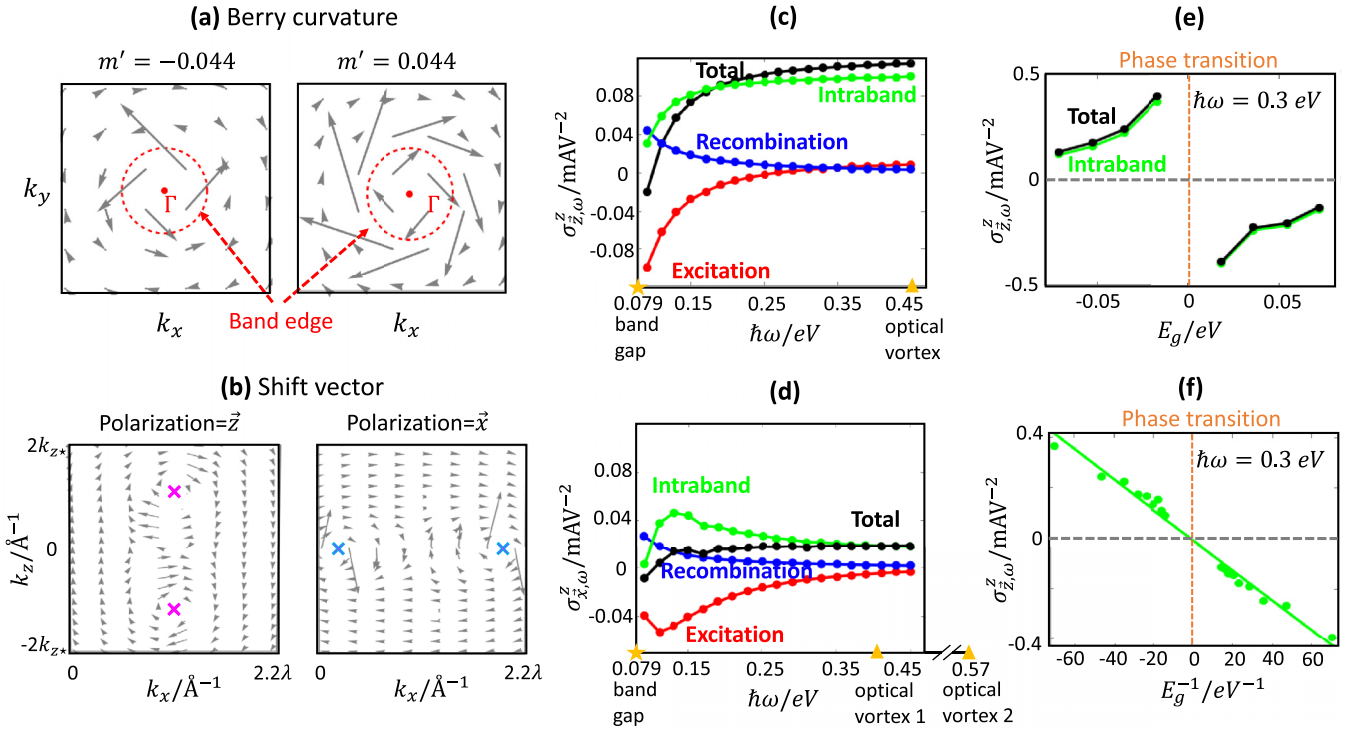 (a) Berry curvature
m′ = −0.044
m′ = 0.044
k_y
Γ
Γ
k_x
Band edge
k_x
(b) Shift vector
Polarization=z⃗
Polarization=x⃗
2k_{z⋆}
0
-2k_{z⋆}
k_z/Å⁻¹
0
2.2λ
0
2.2λ
k_x/Å⁻¹
k_x/Å⁻¹
(c)
Total
Intraband
Recombination
Excitation
0.08
0.04
0
-0.04
-0.08
σ^z_{z⃗,ω}/mAV⁻²
0.079
0.15
0.25
0.35
0.45
band
gap
ħω/eV
optical
vortex
(d)
Intraband
Total
Recombination
Excitation
0.08
0.04
0
-0.04
σ^z_{x⃗,ω}/mAV⁻²
0.079
0.15
0.25
0.35
0.45
0.57
band
gap
ħω/eV
optical
vortex 1
optical
vortex 2
(e)
Phase transition
ħω = 0.3 eV
Total
Intraband
0.5
0
-0.5
σ^z_{z⃗,ω}/mAV⁻²
-0.05
0
0.05
E_g/eV
(f)
Phase transition
ħω = 0.3 eV
0.4
0
-0.4
σ^z_{z⃗,ω}/mAV⁻²
-60
-40
-20
0
20
40
60
E_g⁻¹/eV⁻¹